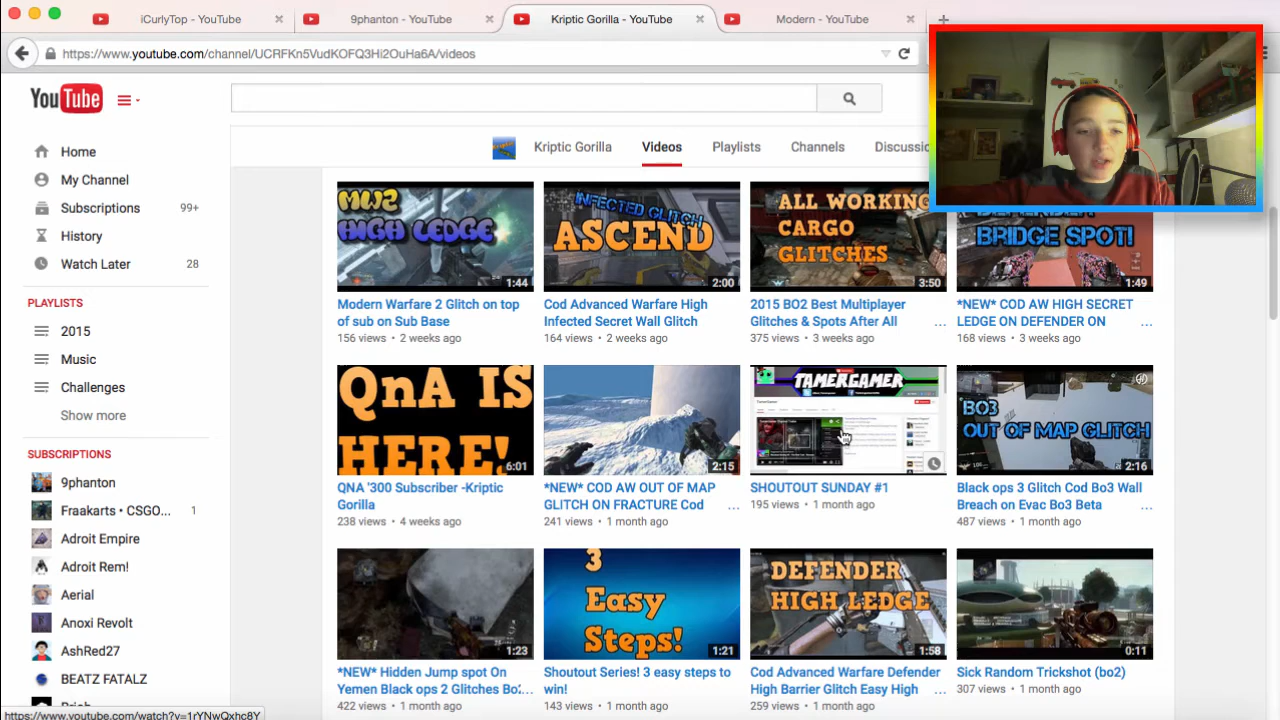 iCurlyTop - YouTube
9phanton - YouTube
Kriptic Gorilla - YouTube
Modern - YouTube
https://www.youtube.com/channel/UCRFKn5VudKOFQ3Hi2OuHa6A/videos
YouTube
Kriptic Gorilla Videos Playlists Channels Discussio
Home
My Channel
Subscriptions 99+
History
Watch Later 28
PLAYLISTS
2015
Music
Challenges
Show more
SUBSCRIPTIONS
9phanton
Fraakarts • CSGO... 1
Adroit Empire
Adroit Rem!
Aerial
Anoxi Revolt
AshRed27
BEATZ FATALZ
MW2
HIGH LEDGE
1:44
Modern Warfare 2 Glitch on top
of sub on Sub Base
156 views • 2 weeks ago
INFECTED GLITCH
ASCEND
2:00
Cod Advanced Warfare High
Infected Secret Wall Glitch
164 views • 2 weeks ago
ALL WORKING
CARGO
GLITCHES
3:50
2015 BO2 Best Multiplayer
Glitches & Spots After All ...
375 views • 3 weeks ago
DEFENDER
BRIDGE SPOT!
1:49
*NEW* COD AW HIGH SECRET
LEDGE ON DEFENDER ON ...
168 views • 3 weeks ago
QnA IS
HERE!
6:01
QNA '300 Subscriber -Kriptic
Gorilla
238 views • 4 weeks ago
2:15
*NEW* COD AW OUT OF MAP
GLITCH ON FRACTURE Cod ...
241 views • 1 month ago
TAMERGAMER
SHOUTOUT SUNDAY #1
195 views • 1 month ago
BO3
OUT OF MAP GLITCH
2:16
Black ops 3 Glitch Cod Bo3 Wall
Breach on Evac Bo3 Beta ...
487 views • 1 month ago
1:23
*NEW* Hidden Jump spot On
Yemen Black ops 2 Glitches Bo2...
422 views • 1 month ago
3
Easy
Steps!
1:21
Shoutout Series! 3 easy steps to
win!
143 views • 1 month ago
DEFENDER
HIGH LEDGE
1:58
Cod Advanced Warfare Defender
High Barrier Glitch Easy High ...
259 views • 1 month ago
0:11
Sick Random Trickshot (bo2)
307 views • 1 month ago
https://www.youtube.com/watch?v=1rYNwQxhc8Y